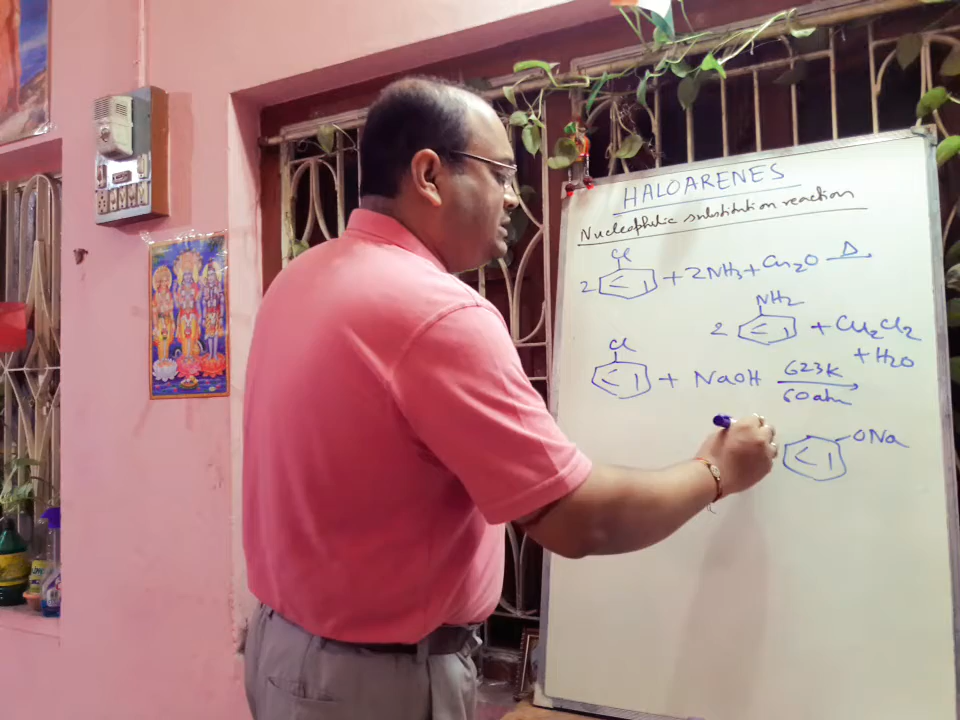 HALOARENES
Nucleophilic substitution reaction
Cl
2 + 2NH3 + Cu2O Δ
NH2
2 + Cu2Cl2
+ H2O
Cl
+ NaOH 623K
60atm
ONa